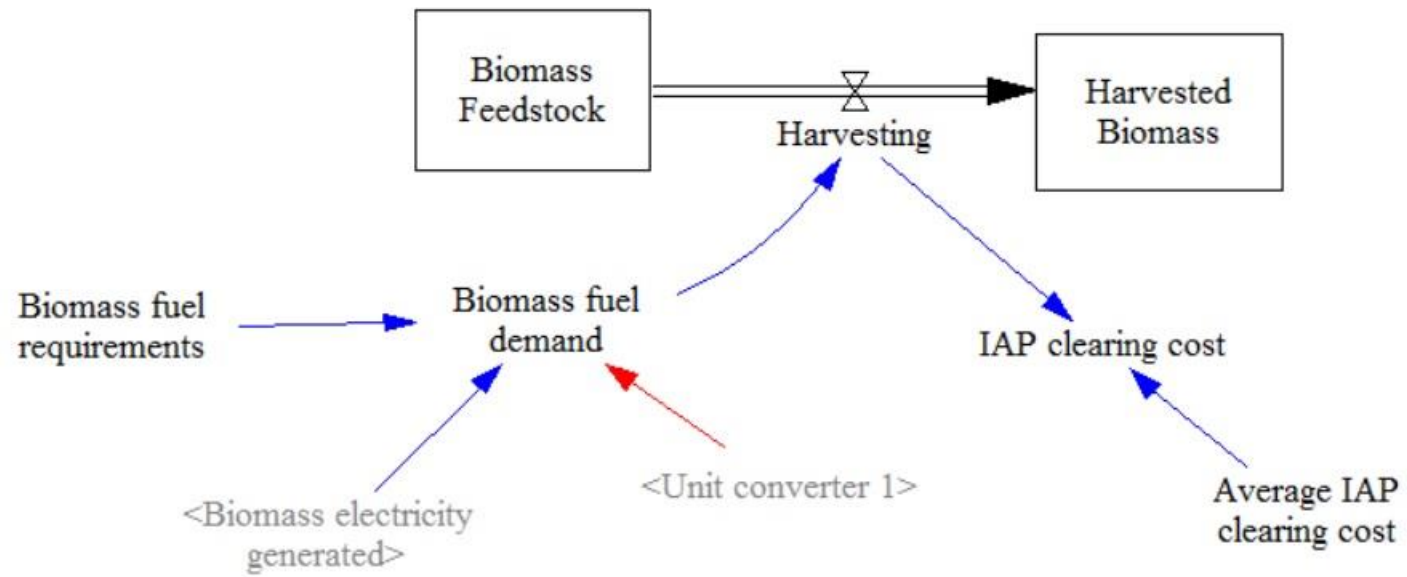 Biomass
Feedstock
Harvested
Biomass
Harvesting
Biomass fuel
requirements
Biomass fuel
demand
IAP clearing cost
<Biomass electricity
generated>
<Unit converter 1>
Average IAP
clearing cost